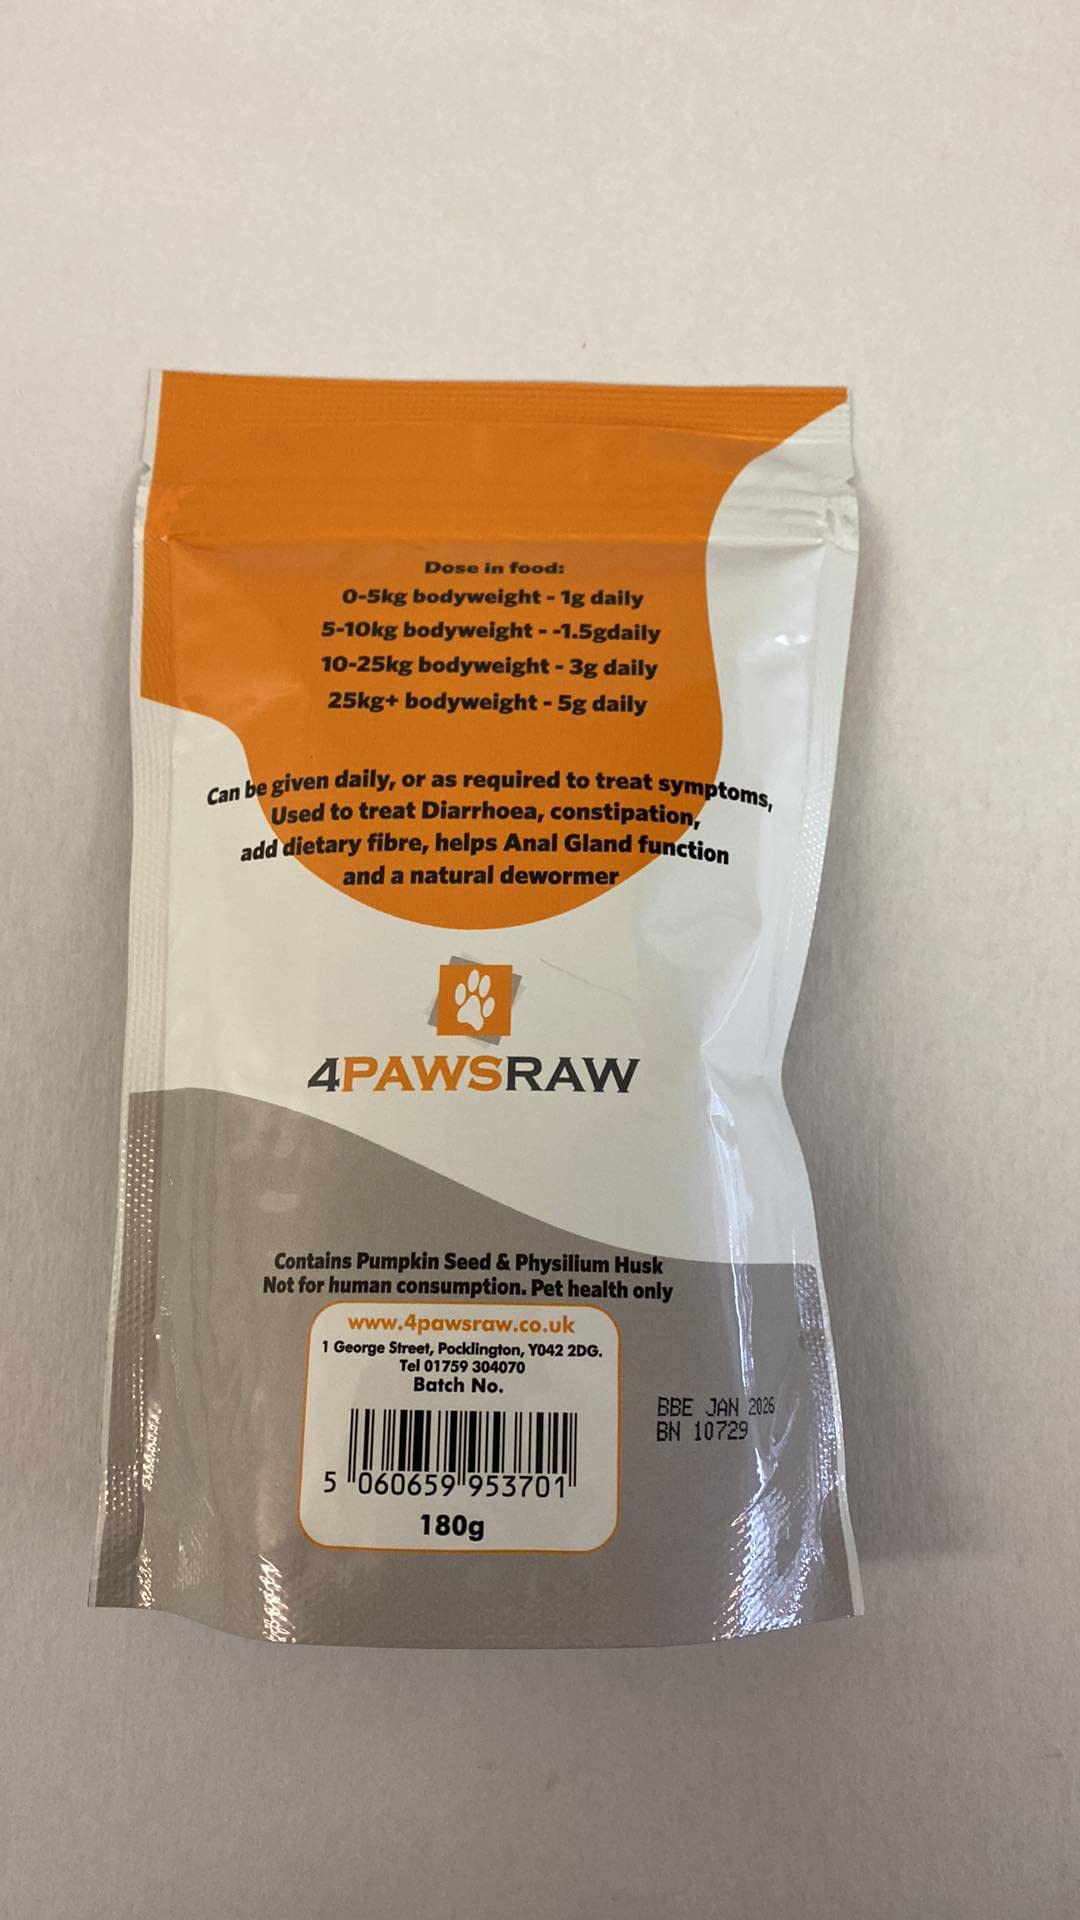 Dose in food:
0-5kg bodyweight - 1g daily
5-10kg bodyweight - -1.5gdaily
10-25kg bodyweight - 3g daily
25kg+ bodyweight - 5g daily
Can be given daily, or as required to treat symptoms,
Used to treat Diarrhoea, constipation,
add dietary fibre, helps Anal Gland function
and a natural dewormer
4PAWSRAW
Contains Pumpkin Seed & Physilium Husk
Not for human consumption. Pet health only
www.4pawsraw.co.uk
1 George Street, Pocklington, Y042 2DG.
Tel 01759 304070
Batch No.
BBE JAN 2026
BN 10729
5 060659 953701
180g